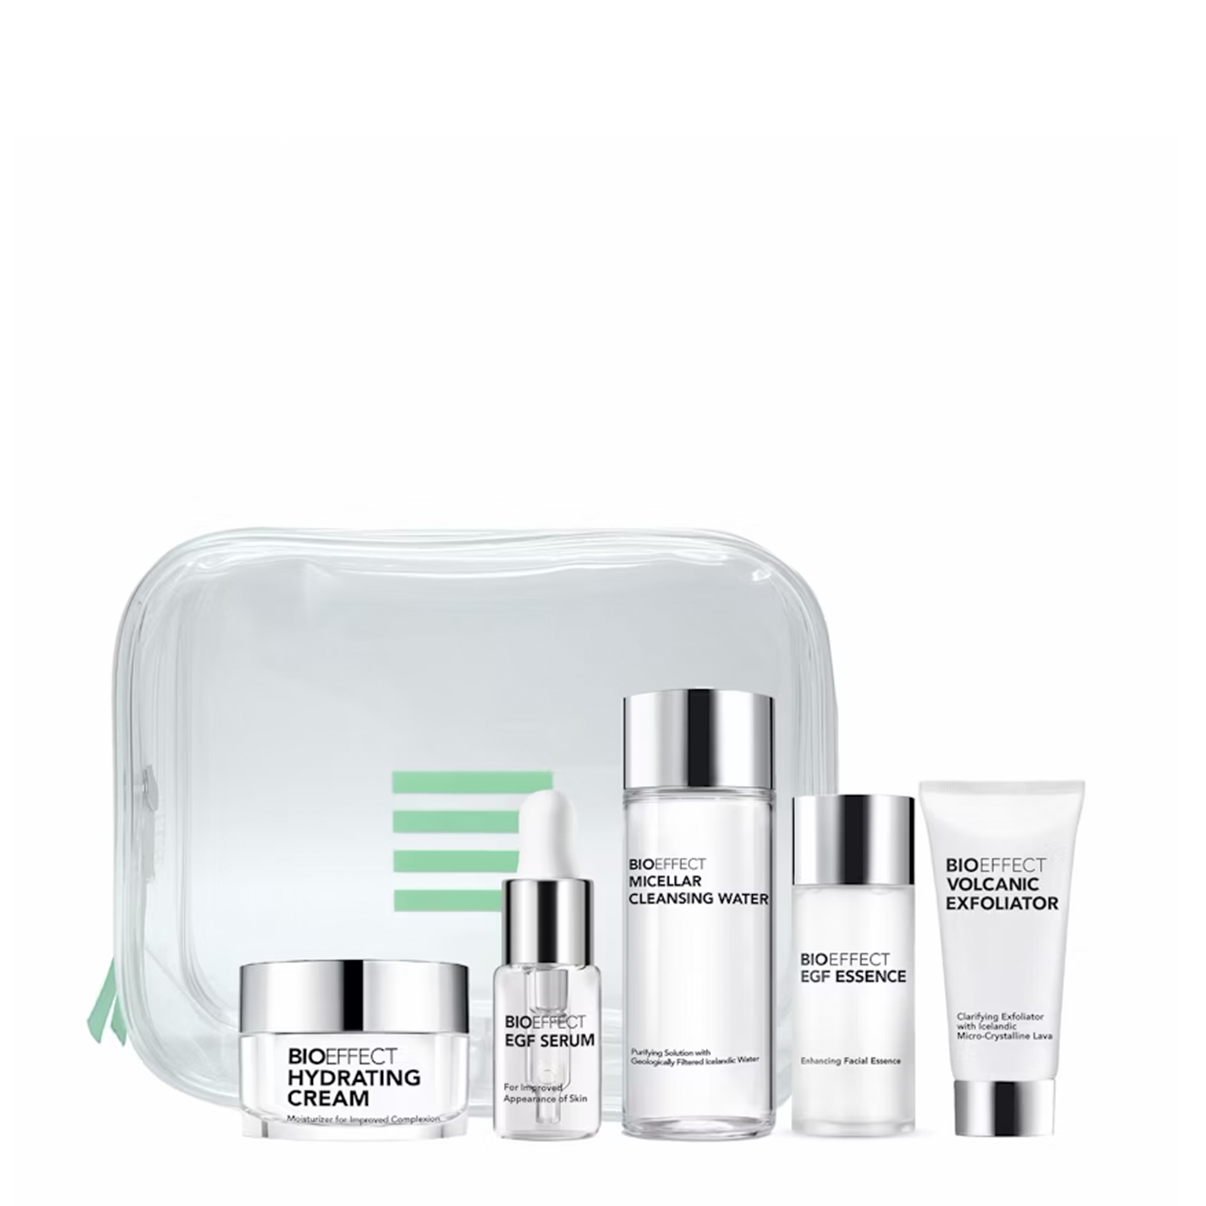 BIOEFFECT
HYDRATING
CREAM
Moisturizer for Improved Complexion
BIOEFFECT
EGF SERUM
For Improved
Appearance of Skin
BIOEFFECT
MICELLAR
CLEANSING WATER
Purifying Solution with
Geologically Filtered Icelandic Water
BIOEFFECT
EGF ESSENCE
Enhancing Facial Essence
BIOEFFECT
VOLCANIC
EXFOLIATOR
Clarifying Exfoliator
with Icelandic
Micro-Crystalline Lava